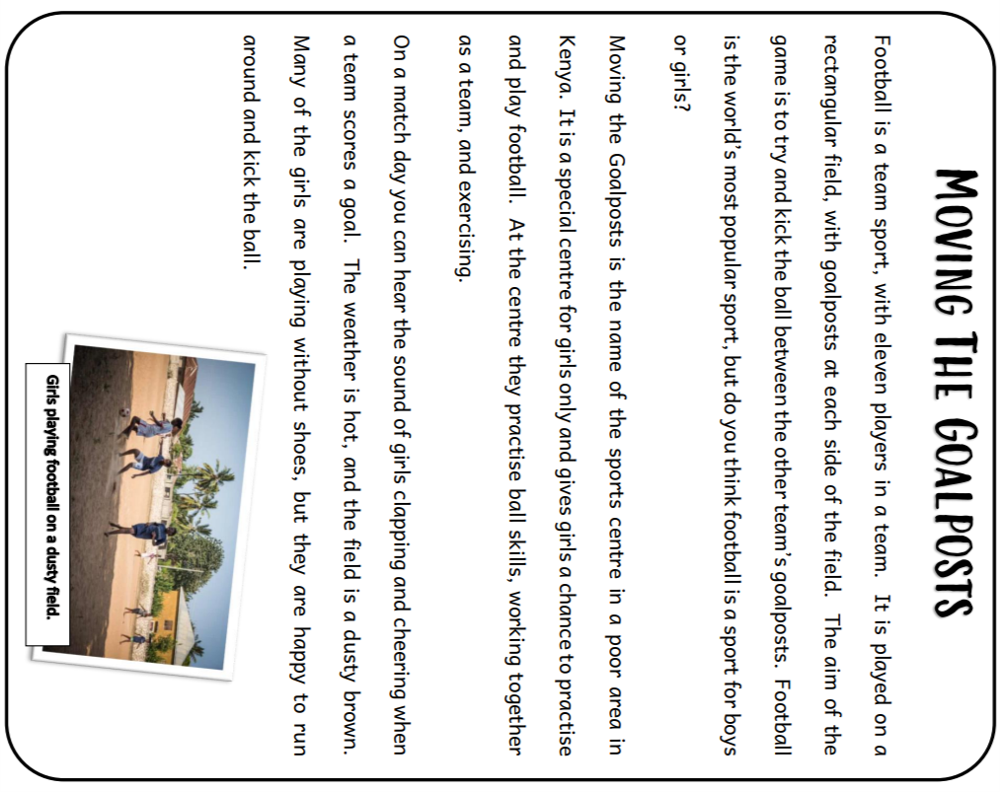 MOVING THE GOALPOSTS
Football is a team sport, with eleven players in a team. It is played on a
rectangular field, with goalposts at each side of the field. The aim of the
game is to try and kick the ball between the other team's goalposts. Football
is the world's most popular sport, but do you think football is a sport for boys
or girls?
Moving the Goalposts is the name of the sports centre in a poor area in
Kenya. It is a special centre for girls only and gives girls a chance to practise
and play football. At the centre they practise ball skills, working together
as a team, and exercising.
On a match day you can hear the sound of girls clapping and cheering when
a team scores a goal. The weather is hot, and the field is a dusty brown.
Many of the girls are playing without shoes, but they are happy to run
around and kick the ball.
Girls playing football on a dusty field.